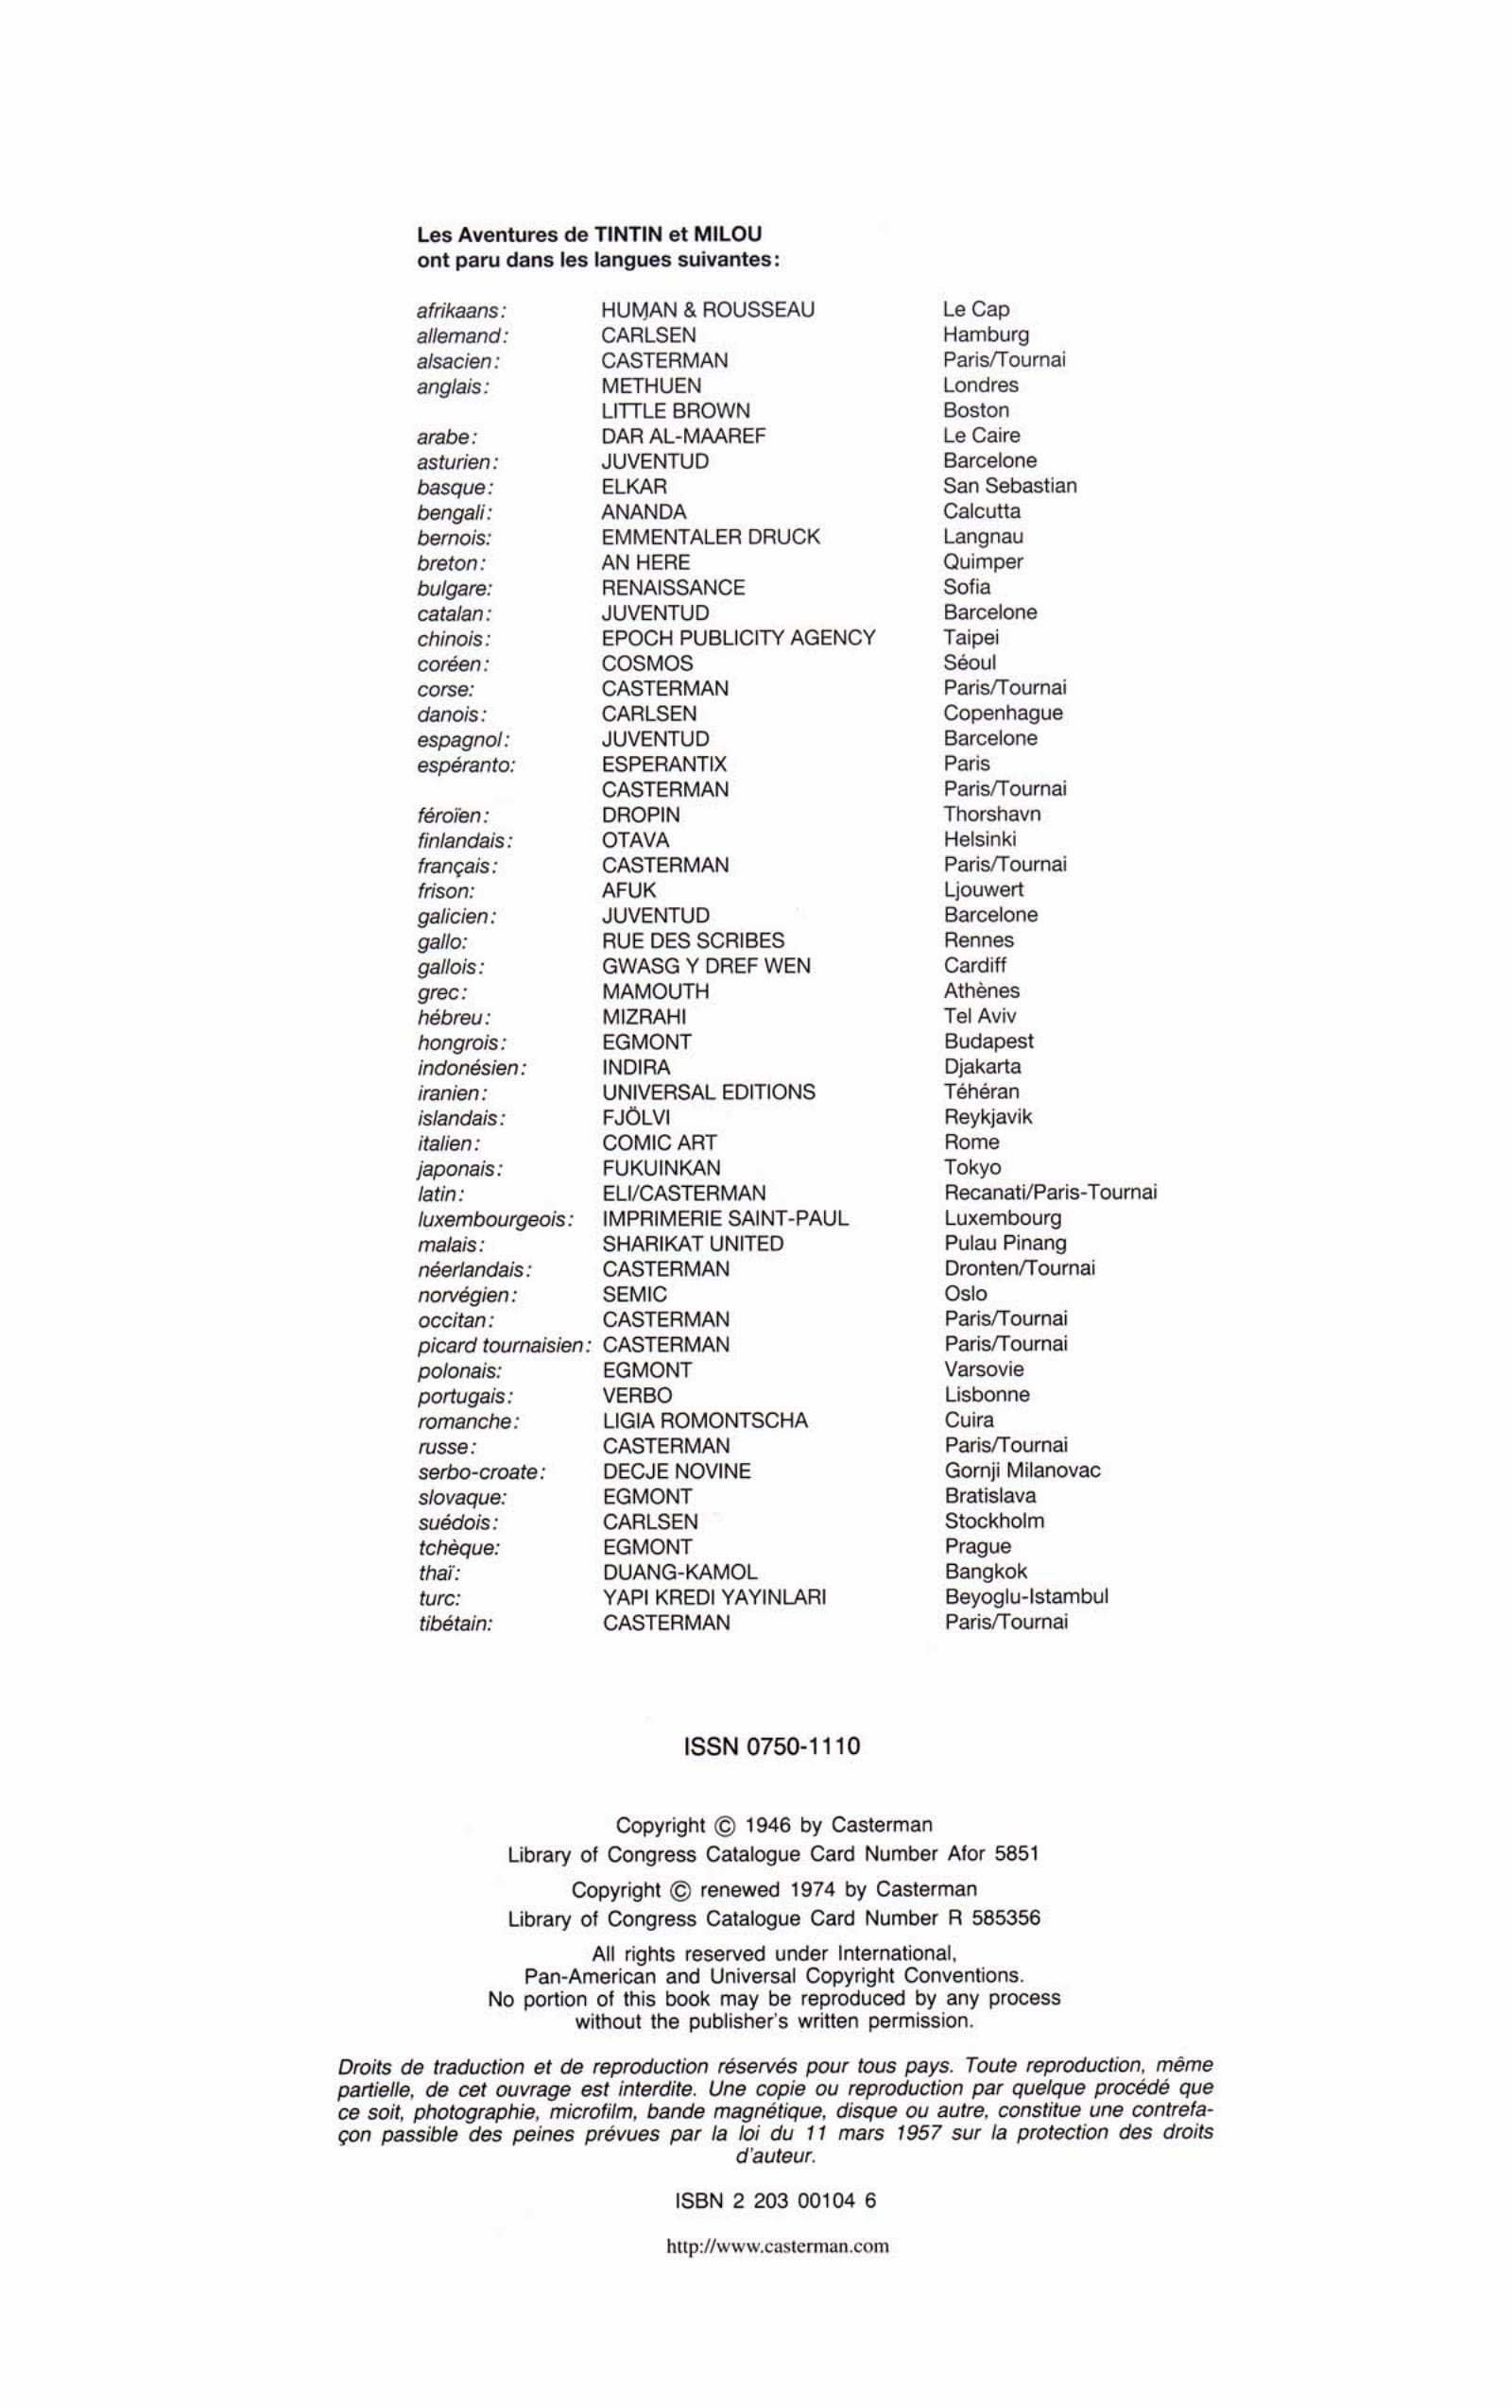 Les Aventures de TINTIN et MILOU
ont paru dans les langues suivantes:
afrikaans: HUMAN & ROUSSEAU Le Cap
allemand: CARLSEN Hamburg
alsacien: CASTERMAN Paris/Tournai
anglais: METHUEN Londres
LITTLE BROWN Boston
arabe: DAR AL-MAAREF Le Caire
asturien: JUVENTUD Barcelone
basque: ELKAR San Sebastian
bengali: ANANDA Calcutta
bernois: EMMENTALER DRUCK Langnau
breton: AN HERE Quimper
bulgare: RENAISSANCE Sofia
catalan: JUVENTUD Barcelone
chinois: EPOCH PUBLICITY AGENCY Taipei
coréen: COSMOS Séoul
corse: CASTERMAN Paris/Tournai
danois: CARLSEN Copenhague
espagnol: JUVENTUD Barcelone
espéranto: ESPERANTIX Paris
CASTERMAN Paris/Tournai
féroïen: DROPIN Thorshavn
finlandais: OTAVA Helsinki
français: CASTERMAN Paris/Tournai
frison: AFUK Ljouwert
galicien: JUVENTUD Barcelone
gallo: RUE DES SCRIBES Rennes
gallois: GWASG Y DREF WEN Cardiff
grec: MAMOUTH Athènes
hébreu: MIZRAHI Tel Aviv
hongrois: EGMONT Budapest
indonésien: INDIRA Djakarta
iranien: UNIVERSAL EDITIONS Téhéran
islandais: FJÖLVI Reykjavik
italien: COMIC ART Rome
japonais: FUKUINKAN Tokyo
latin: ELI/CASTERMAN Recanati/Paris-Tournai
luxembourgeois: IMPRIMERIE SAINT-PAUL Luxembourg
malais: SHARIKAT UNITED Pulau Pinang
néerlandais: CASTERMAN Dronten/Tournai
norvégien: SEMIC Oslo
occitan: CASTERMAN Paris/Tournai
picard tournaisien: CASTERMAN Paris/Tournai
polonais: EGMONT Varsovie
portugais: VERBO Lisbonne
romanche: LIGIA ROMONTSCHA Cuira
russe: CASTERMAN Paris/Tournai
serbo-croate: DECJE NOVINE Gornji Milanovac
slovaque: EGMONT Bratislava
suédois: CARLSEN Stockholm
tchèque: EGMONT Prague
thaï: DUANG-KAMOL Bangkok
turc: YAPI KREDI YAYINLARI Beyoglu-Istambul
tibétain: CASTERMAN Paris/Tournai
ISSN 0750-1110
Copyright © 1946 by Casterman
Library of Congress Catalogue Card Number Afor 5851
Copyright © renewed 1974 by Casterman
Library of Congress Catalogue Card Number R 585356
All rights reserved under International,
Pan-American and Universal Copyright Conventions.
No portion of this book may be reproduced by any process
without the publisher's written permission.
Droits de traduction et de reproduction réservés pour tous pays. Toute reproduction, même
partielle, de cet ouvrage est interdite. Une copie ou reproduction par quelque procédé que
ce soit, photographie, microfilm, bande magnétique, disque ou autre, constitue une contrefa-
çon passible des peines prévues par la loi du 11 mars 1957 sur la protection des droits
d'auteur.
ISBN 2 203 00104 6
http://www.casterman.com